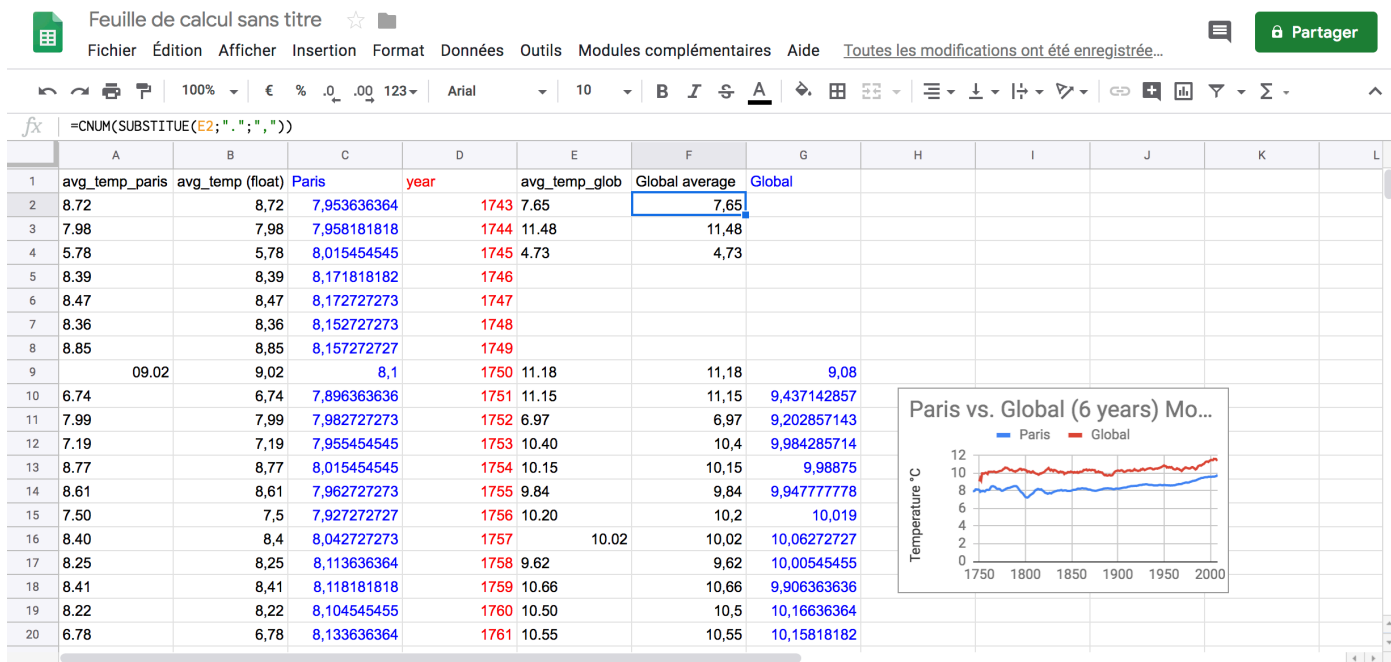 Feuille de calcul sans titre
Fichier Édition Afficher Insertion Format Données Outils Modules complémentaires Aide Toutes les modifications ont été enregistrée…
Partager
100% € % .0 .00 123 Arial 10 B I S A
fx =CNUM(SUBSTITUE(E2;".";","))
A B C D E F G H I J K L
1 avg_temp_paris avg_temp (float) Paris year avg_temp_glob Global average Global
2 8.72 8,72 7,953636364 1743 7.65 7,65
3 7.98 7,98 7,958181818 1744 11.48 11,48
4 5.78 5,78 8,015454545 1745 4.73 4,73
5 8.39 8,39 8,171818182 1746
6 8.47 8,47 8,172727273 1747
7 8.36 8,36 8,152727273 1748
8 8.85 8,85 8,157272727 1749
9 09.02 9,02 8,1 1750 11.18 11,18 9,08
10 6.74 6,74 7,896363636 1751 11.15 11,15 9,437142857
11 7.99 7,99 7,982727273 1752 6.97 6,97 9,202857143
12 7.19 7,19 7,955454545 1753 10.40 10,4 9,984285714
13 8.77 8,77 8,015454545 1754 10.15 10,15 9,98875
14 8.61 8,61 7,962727273 1755 9.84 9,84 9,947777778
15 7.50 7,5 7,927272727 1756 10.20 10,2 10,019
16 8.40 8,4 8,042727273 1757 10.02 10,02 10,06272727
17 8.25 8,25 8,113636364 1758 9.62 9,62 10,00545455
18 8.41 8,41 8,118181818 1759 10.66 10,66 9,906363636
19 8.22 8,22 8,104545455 1760 10.50 10,5 10,16636364
20 6.78 6,78 8,133636364 1761 10.55 10,55 10,15818182
Paris vs. Global (6 years) Mo…
Paris Global
Temperature °C
12
10
8
6
4
2
0
1750 1800 1850 1900 1950 2000